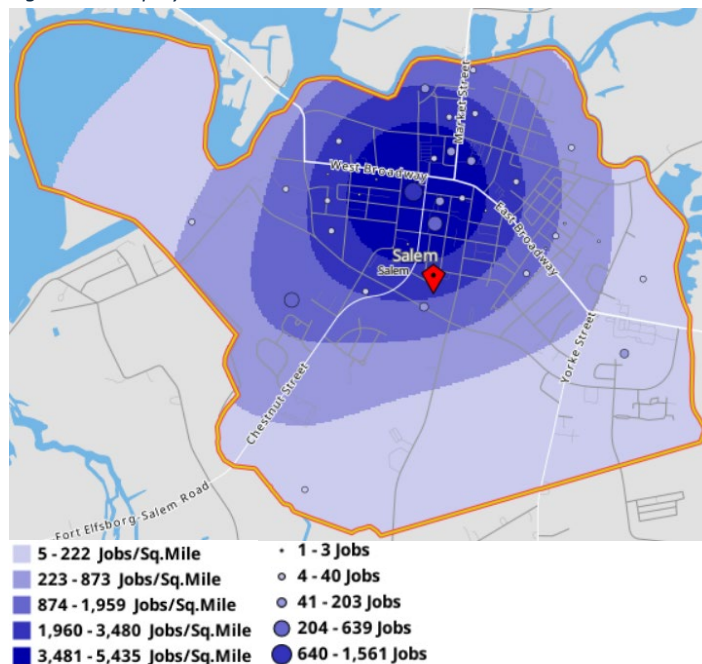 Market Street
West Broadway
East Broadway
Salem
Salem
Yorke Street
Chestnut Street
Fort Elfsborg-Salem Road
5 - 222 Jobs/Sq.Mile
223 - 873 Jobs/Sq.Mile
874 - 1,959 Jobs/Sq.Mile
1,960 - 3,480 Jobs/Sq.Mile
3,481 - 5,435 Jobs/Sq.Mile
1 - 3 Jobs
4 - 40 Jobs
41 - 203 Jobs
204 - 639 Jobs
640 - 1,561 Jobs